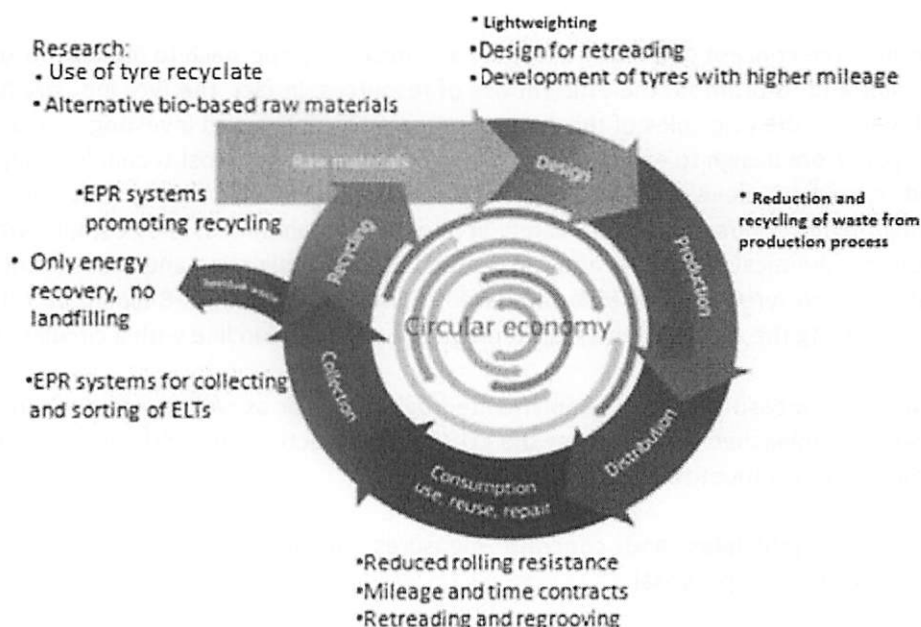 * Lightweighting
•Design for retreading
•Development of tyres with higher mileage
Research:
. Use of tyre recyclate
•Alternative bio-based raw materials
Raw materials
Design
•EPR systems
promoting recycling
* Reduction and
recycling of waste from
production process
Production
Recycling
• Only energy
recovery, no
landfilling
Residual waste
Circular economy
Collection
•EPR systems for collecting
and sorting of ELTs
Distribution
Consumption
use, reuse, repair
•Reduced rolling resistance
•Mileage and time contracts
•Retreading and regrooving